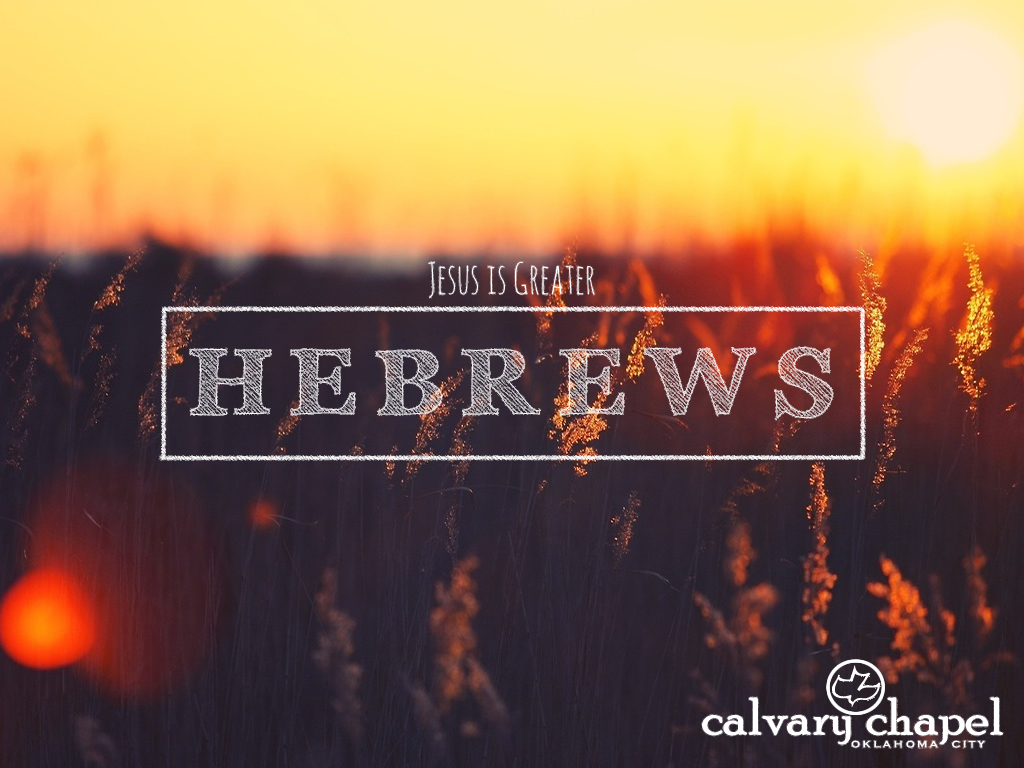 Jesus is Greater
HEBREWS
calvary chapel
OKLAHOMA CITY